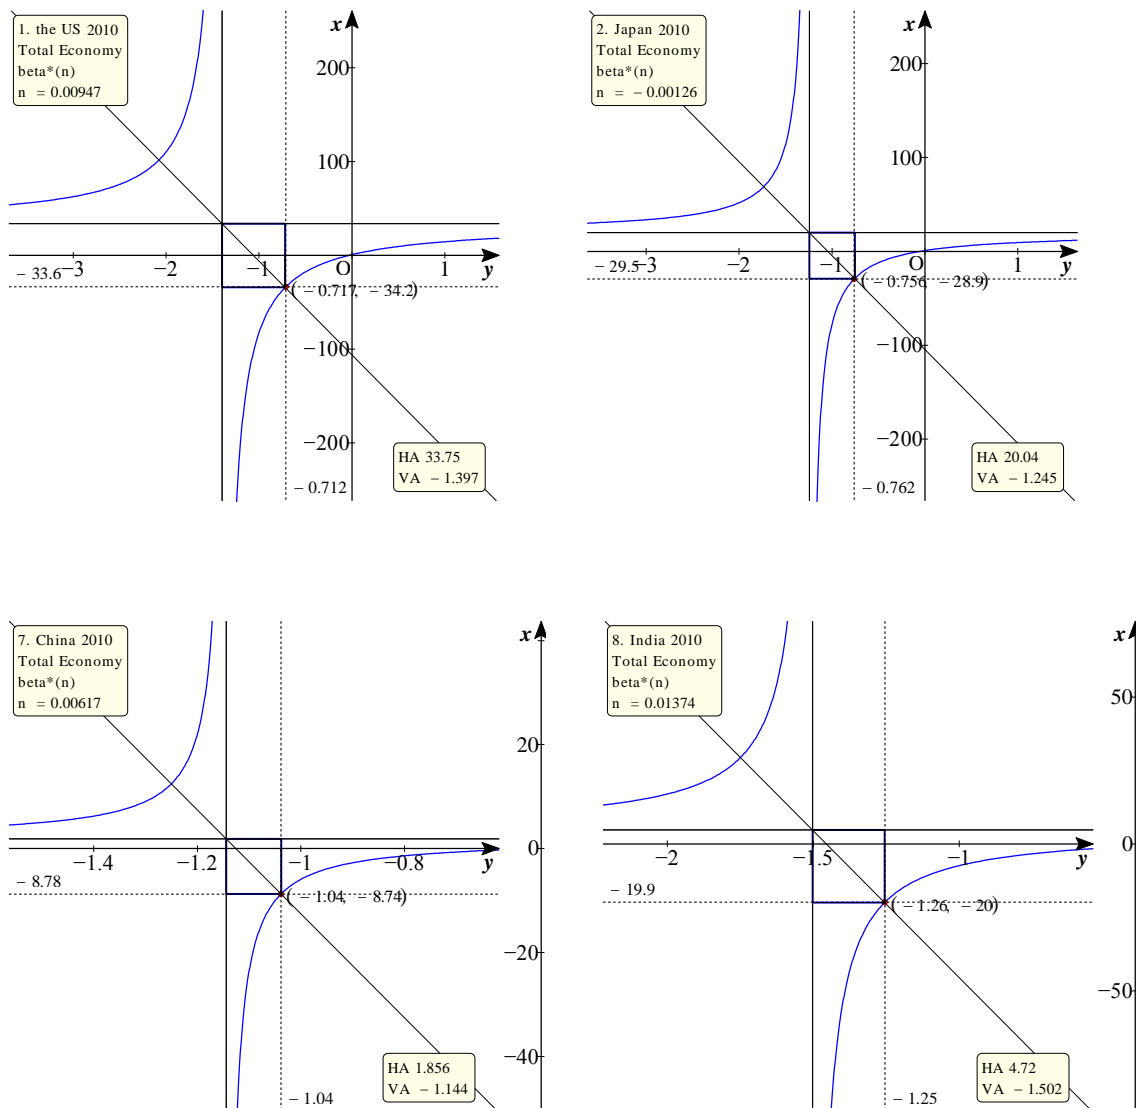 1. the US 2010
Total Economy
beta*(n)
n = 0.00947
x
200
100
− 33.6
−3
−2
−1
O
1
y
( − 0.717, − 34.2)
−100
−200
HA 33.75
VA − 1.397
− 0.712
2. Japan 2010
Total Economy
beta*(n)
n = − 0.00126
x
200
100
− 29.5
−3
−2
−1
O
1
y
( − 0.756, − 28.9)
−100
−200
HA 20.04
VA − 1.245
− 0.762
7. China 2010
Total Economy
beta*(n)
n = 0.00617
x
20
0
−1.4
−1.2
−1
−0.8
y
− 8.78
( − 1.04, − 8.74)
−20
−40
HA 1.856
VA − 1.144
− 1.04
8. India 2010
Total Economy
beta*(n)
n = 0.01374
x
50
0
−2
−1.5
−1
y
− 19.9
( − 1.26, − 20)
−50
HA 4.72
VA − 1.502
− 1.25